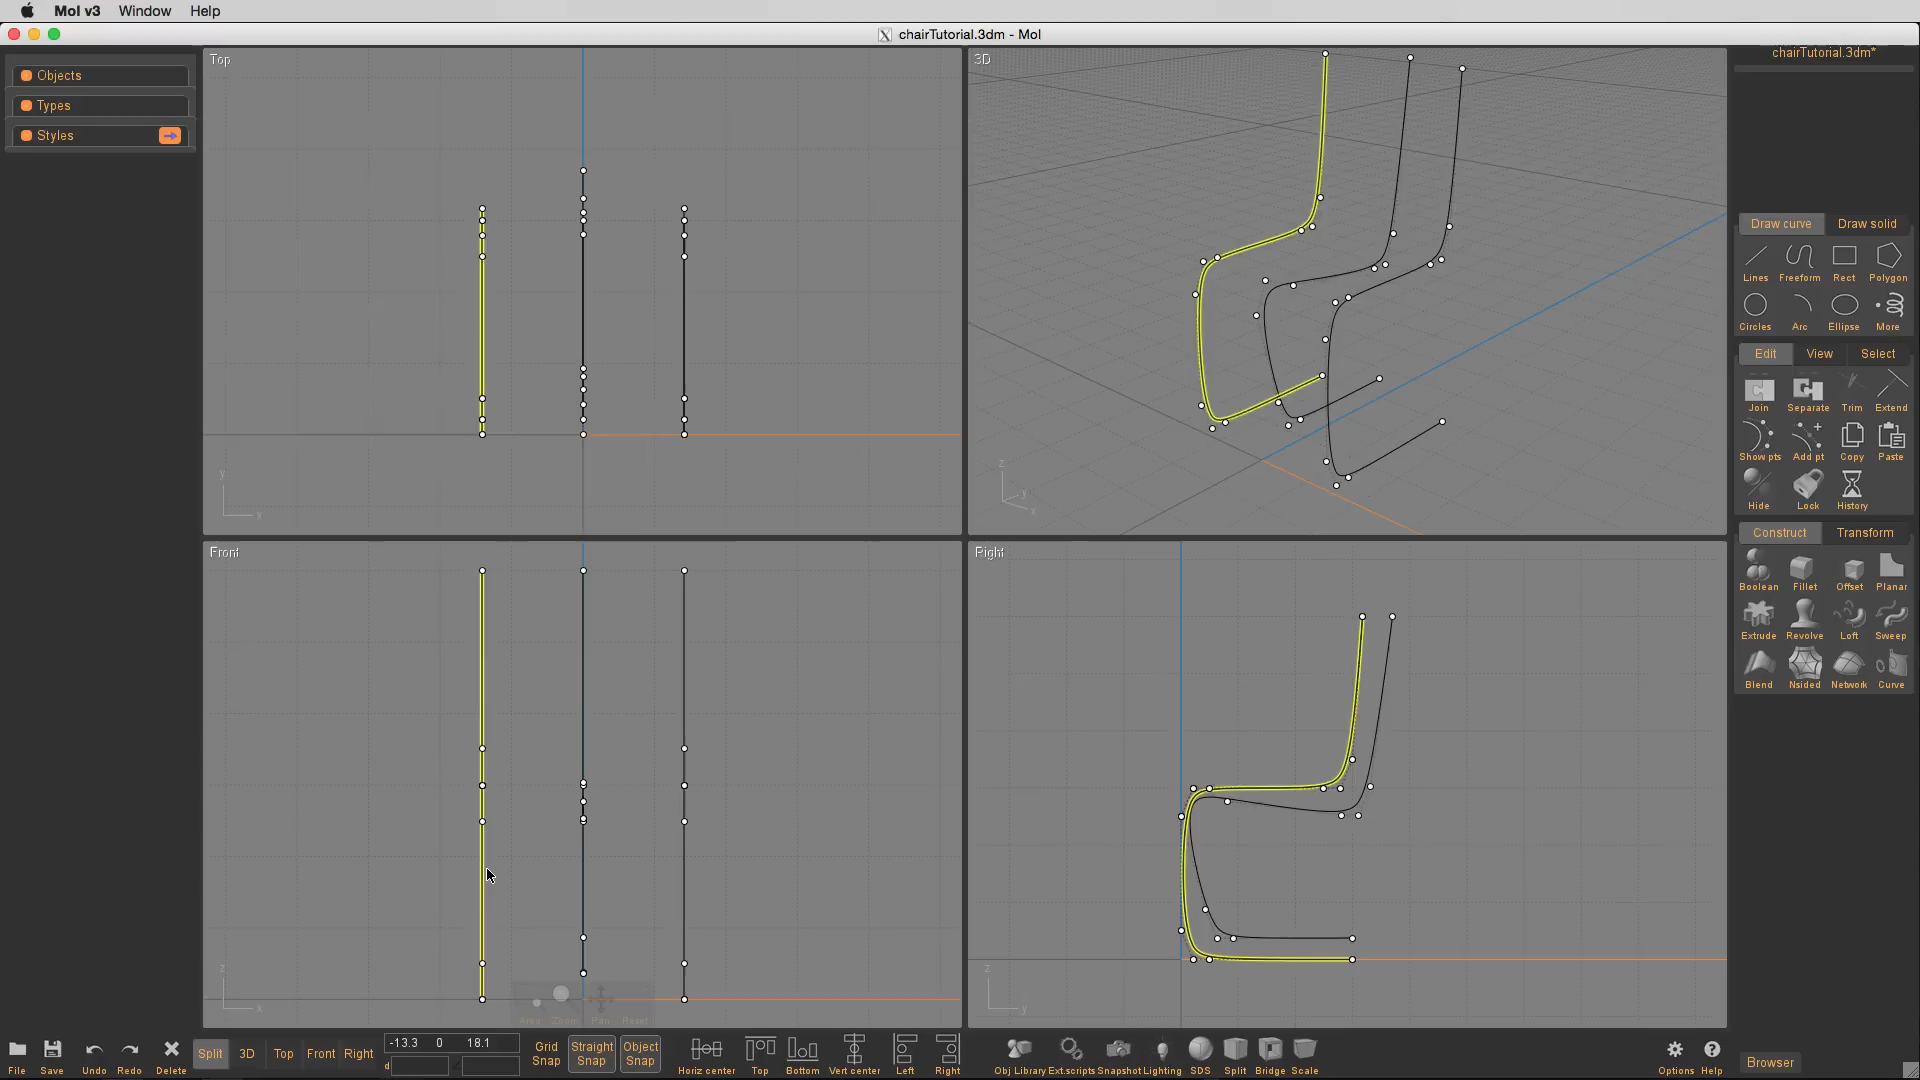 MoI v3 Window Help
chairTutorial.3dm - MoI
Objects
Types
Styles
Top
y
x
3D
z
y
x
Front
z
x
Area Zoom Pan Reset
Right
z
y
chairTutorial.3dm*
Draw curve Draw solid
Lines Freeform Rect Polygon
Circles Arc Ellipse More
Edit View Select
Join Separate Trim Extend
Show pts Add pt Copy Paste
Hide Lock History
Construct Transform
Boolean Fillet Offset Planar
Extrude Revolve Loft Sweep
Blend Nsided Network Curve
File Save Undo Redo Delete
Split 3D Top Front Right
-13.3 0 18.1
d
Grid Snap
Straight Snap
Object Snap
Horiz center Top Bottom Vert center Left Right
Obj Library Ext.scripts Snapshot Lighting SDS Split Bridge Scale
Options Help
Browser